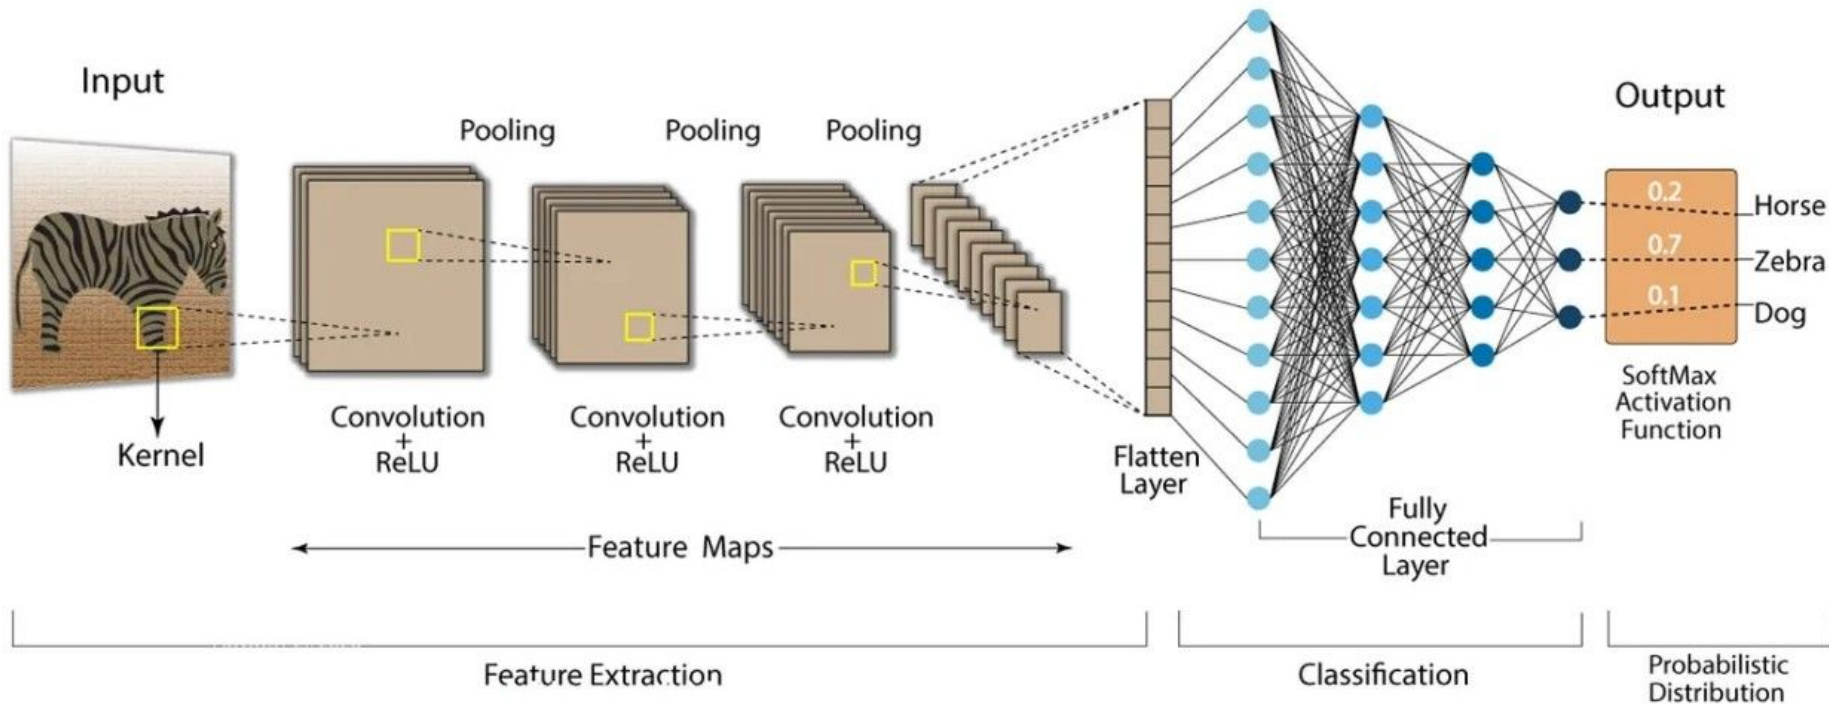 Input
Output
Pooling
Pooling
Pooling
0.2
Horse
0.7
Zebra
0.1
Dog
Kernel
Convolution
+
ReLU
Convolution
+
ReLU
Convolution
+
ReLU
Flatten
Layer
SoftMax
Activation
Function
Feature Maps
Fully
Connected
Layer
Feature Extraction
Classification
Probabilistic
Distribution